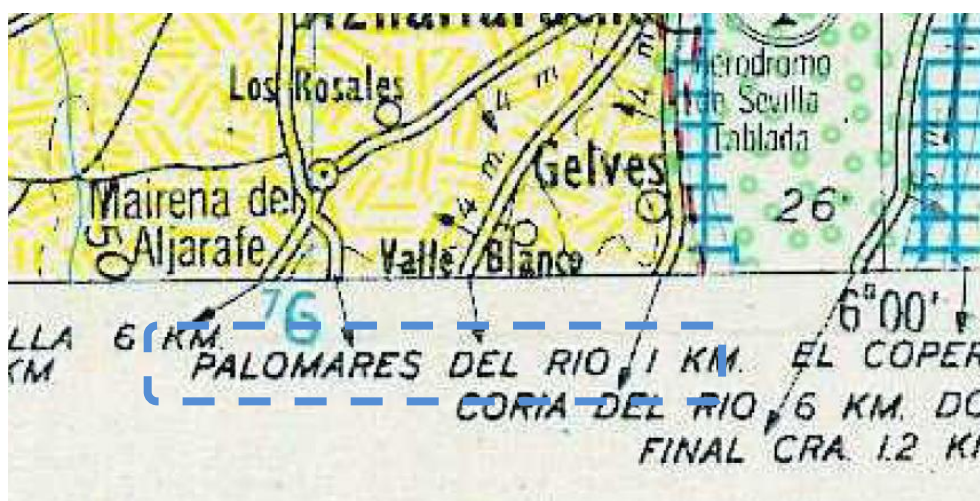 Los Rosales
Aerodromo
de Sevilla
Tablada
4 m
m
4
m
4
Gelves
26
Mairena del
Aljarafe
50
Valle Blanco
76
6°00'
LLA 6 KM.
KM
PALOMARES DEL RIO 1 KM.
EL COPER
CORIA DEL RIO 6 KM. DO
FINAL CRA. 1.2 K